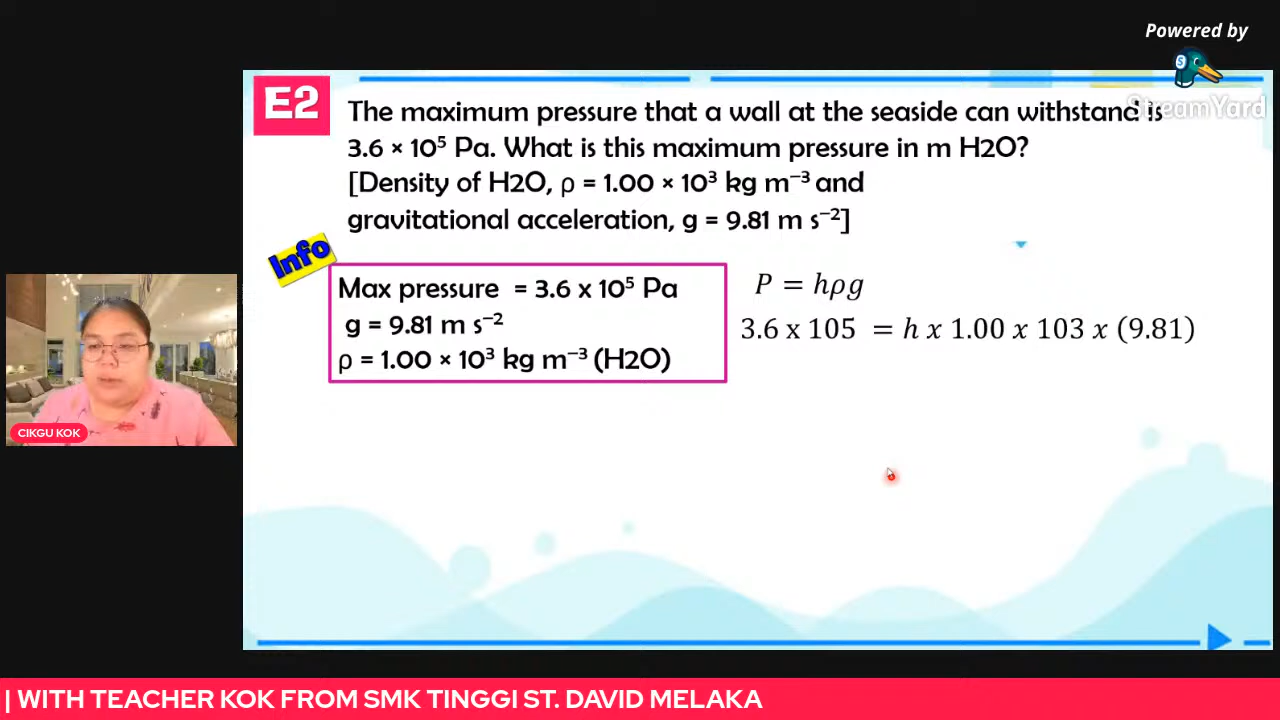 Powered by
StreamYard
E2
The maximum pressure that a wall at the seaside can withstand is
3.6 × 10⁵ Pa. What is this maximum pressure in m H2O?
[Density of H2O, ρ = 1.00 × 10³ kg m⁻³ and
gravitational acceleration, g = 9.81 m s⁻²]
Info
Max pressure = 3.6 x 10⁵ Pa
g = 9.81 m s⁻²
ρ = 1.00 × 10³ kg m⁻³ (H2O)
P = hρg
3.6 x 105 = h x 1.00 x 103 x (9.81)
CIKGU KOK
| WITH TEACHER KOK FROM SMK TINGGI ST. DAVID MELAKA